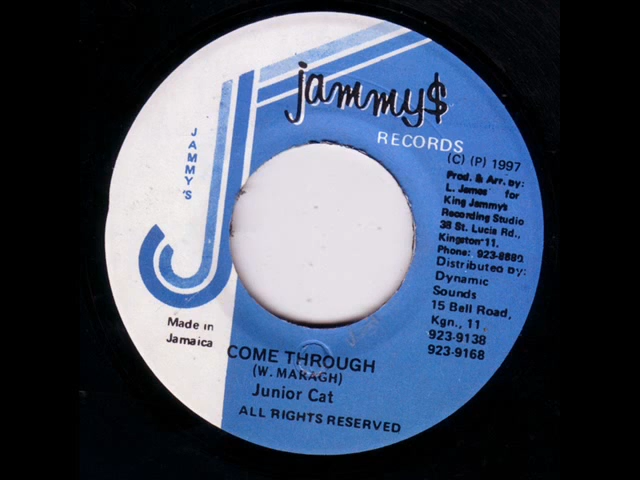 jammy$
RECORDS
(C) (P) 1997
JAMMY'S
Prod. & Arr. by:
L. James for
King Jammy's
Recording Studio
38 St. Lucia Rd.,
Kingston 11.
Phone: 923-8880
Distributed by:
Dynamic
Sounds
15 Bell Road,
Kgn., 11
923-9138
923-9168
Made in
Jamaica
COME THROUGH
(W. MARAGH)
Junior Cat
ALL RIGHTS RESERVED